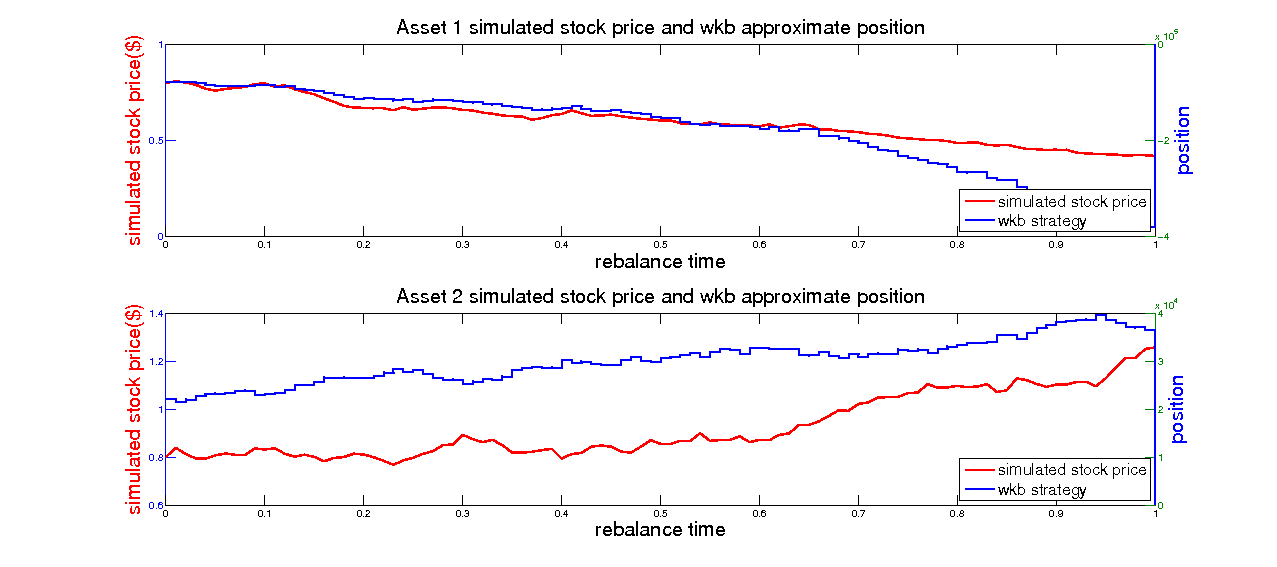 Asset 1 simulated stock price and wkb approximate position
x 10^5
simulated stock price($)
1
0.5
0
0
-2
-4
position
simulated stock price
wkb strategy
0 0.1 0.2 0.3 0.4 0.5 0.6 0.7 0.8 0.9 1
rebalance time
Asset 2 simulated stock price and wkb approximate position
x 10^4
simulated stock price($)
1.4
1.2
1
0.8
0.6
4
3
2
1
0
position
simulated stock price
wkb strategy
0 0.1 0.2 0.3 0.4 0.5 0.6 0.7 0.8 0.9 1
rebalance time